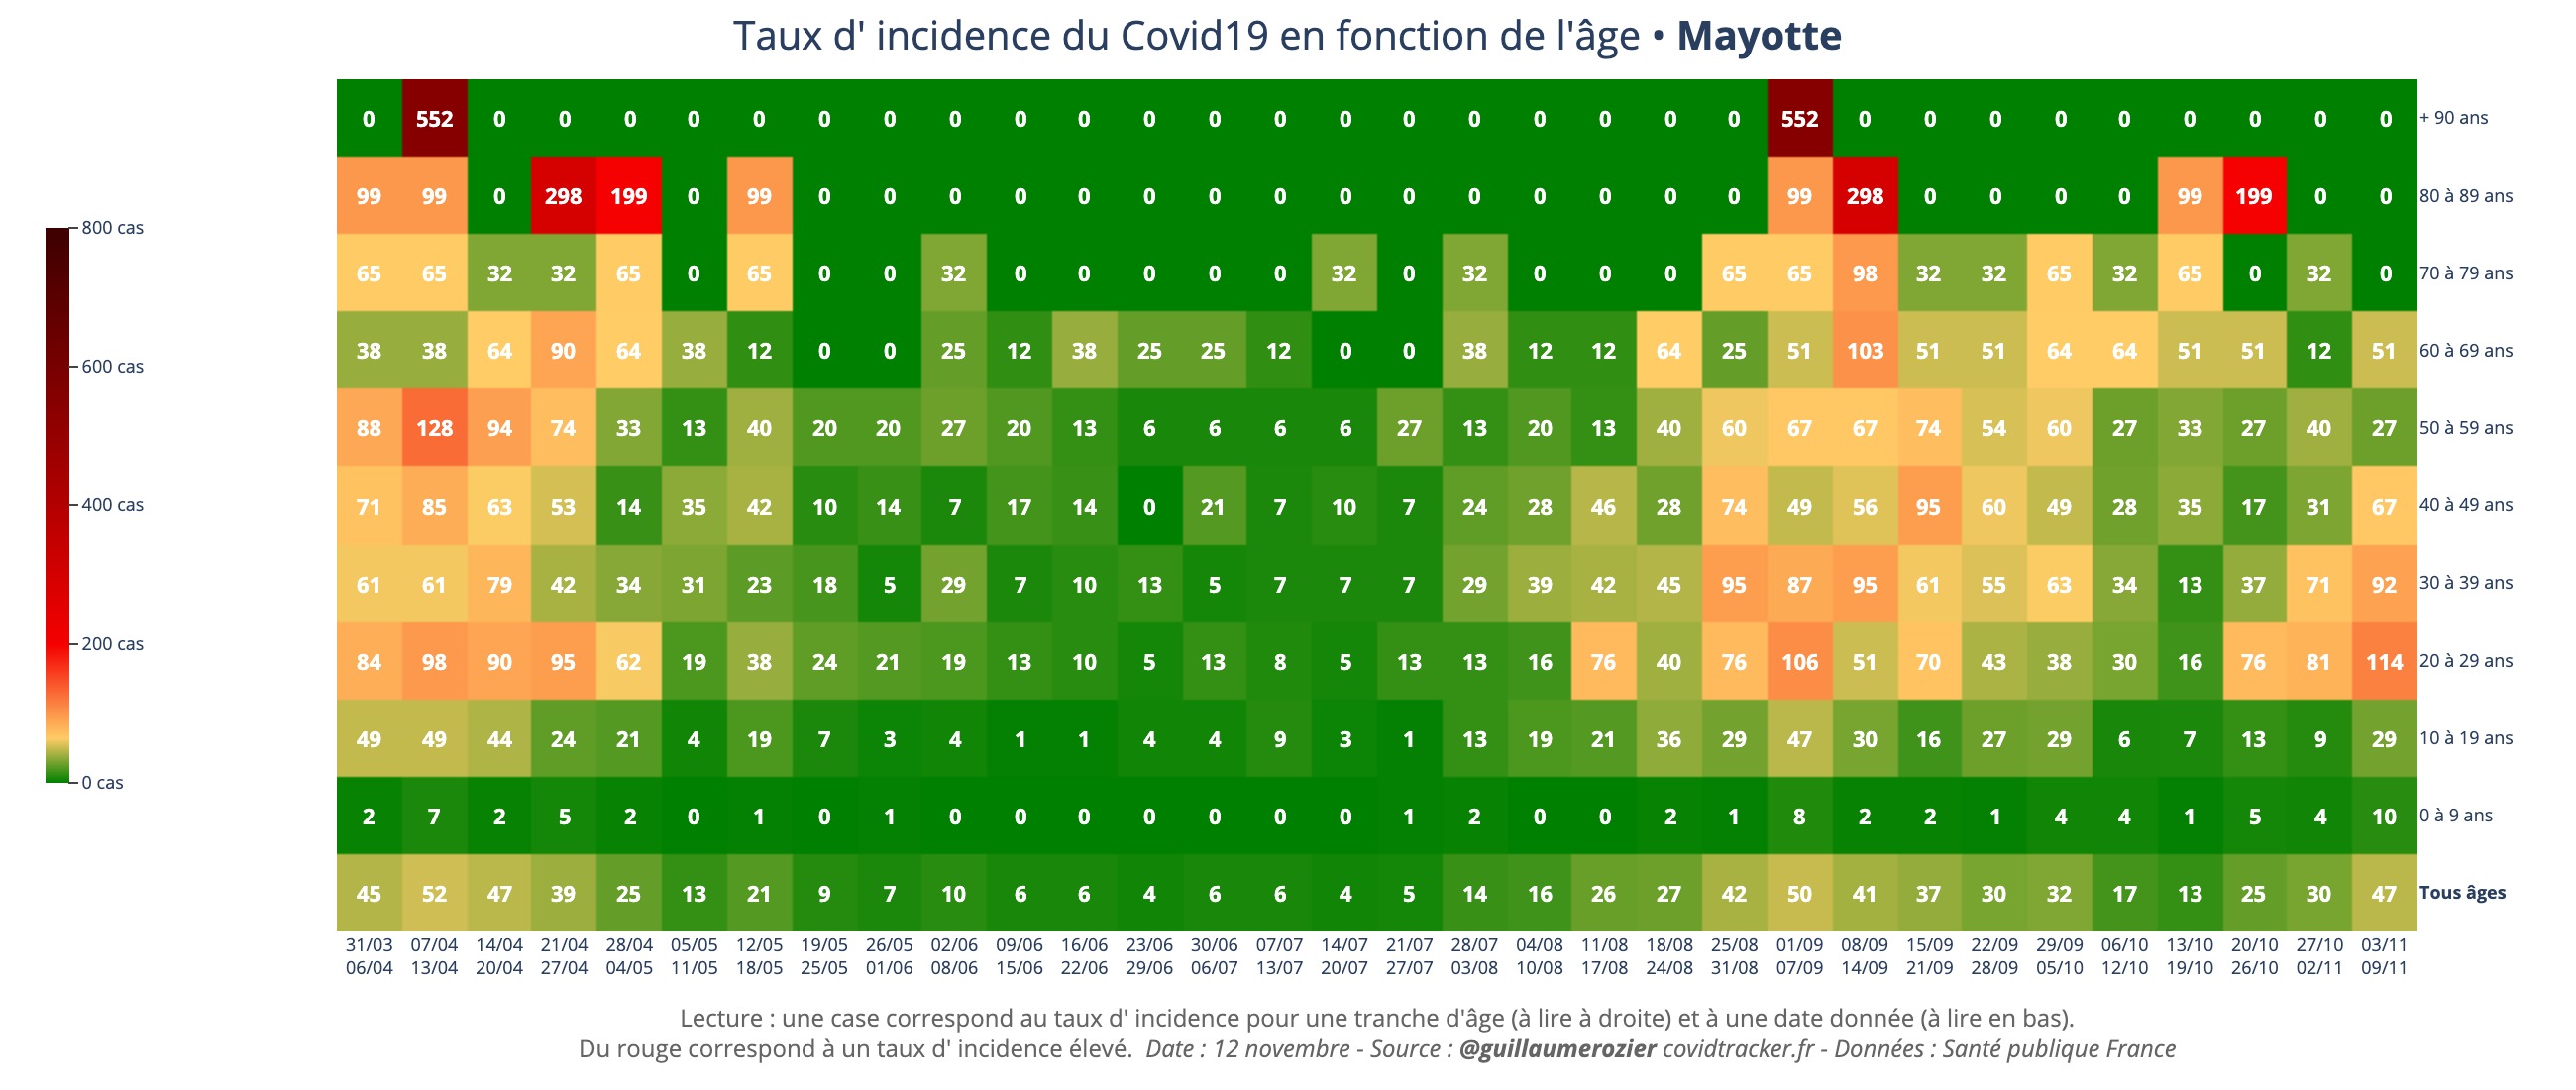 Taux d' incidence du Covid19 en fonction de l'âge • Mayotte
0 552 0 0 0 0 0 0 0 0 0 0 0 0 0 0 0 0 0 0 0 0 552 0 0 0 0 0 0 0 0 0 + 90 ans
99 99 0 298 199 0 99 0 0 0 0 0 0 0 0 0 0 0 0 0 0 0 99 298 0 0 0 0 99 199 0 0 80 à 89 ans
800 cas
65 65 32 32 65 0 65 0 0 32 0 0 0 0 0 32 0 32 0 0 0 65 65 98 32 32 65 32 65 0 32 0 70 à 79 ans
38 38 64 90 64 38 12 0 0 25 12 38 25 25 12 0 0 38 12 12 64 25 51 103 51 51 64 64 51 51 12 51 60 à 69 ans
600 cas
88 128 94 74 33 13 40 20 20 27 20 13 6 6 6 6 27 13 20 13 40 60 67 67 74 54 60 27 33 27 40 27 50 à 59 ans
400 cas
71 85 63 53 14 35 42 10 14 7 17 14 0 21 7 10 7 24 28 46 28 74 49 56 95 60 49 28 35 17 31 67 40 à 49 ans
61 61 79 42 34 31 23 18 5 29 7 10 13 5 7 7 7 29 39 42 45 95 87 95 61 55 63 34 13 37 71 92 30 à 39 ans
200 cas
84 98 90 95 62 19 38 24 21 19 13 10 5 13 8 5 13 13 16 76 40 76 106 51 70 43 38 30 16 76 81 114 20 à 29 ans
49 49 44 24 21 4 19 7 3 4 1 1 4 4 9 3 1 13 19 21 36 29 47 30 16 27 29 6 7 13 9 29 10 à 19 ans
0 cas
2 7 2 5 2 0 1 0 1 0 0 0 0 0 0 0 1 2 0 0 2 1 8 2 2 1 4 4 1 5 4 10 0 à 9 ans
45 52 47 39 25 13 21 9 7 10 6 6 4 6 6 4 5 14 16 26 27 42 50 41 37 30 32 17 13 25 30 47 Tous âges
31/03 07/04 14/04 21/04 28/04 05/05 12/05 19/05 26/05 02/06 09/06 16/06 23/06 30/06 07/07 14/07 21/07 28/07 04/08 11/08 18/08 25/08 01/09 08/09 15/09 22/09 29/09 06/10 13/10 20/10 27/10 03/11
06/04 13/04 20/04 27/04 04/05 11/05 18/05 25/05 01/06 08/06 15/06 22/06 29/06 06/07 13/07 20/07 27/07 03/08 10/08 17/08 24/08 31/08 07/09 14/09 21/09 28/09 05/10 12/10 19/10 26/10 02/11 09/11
Lecture : une case correspond au taux d' incidence pour une tranche d'âge (à lire à droite) et à une date donnée (à lire en bas).
Du rouge correspond à un taux d' incidence élevé. Date : 12 novembre - Source : @guillaumerozier covidtracker.fr - Données : Santé publique France